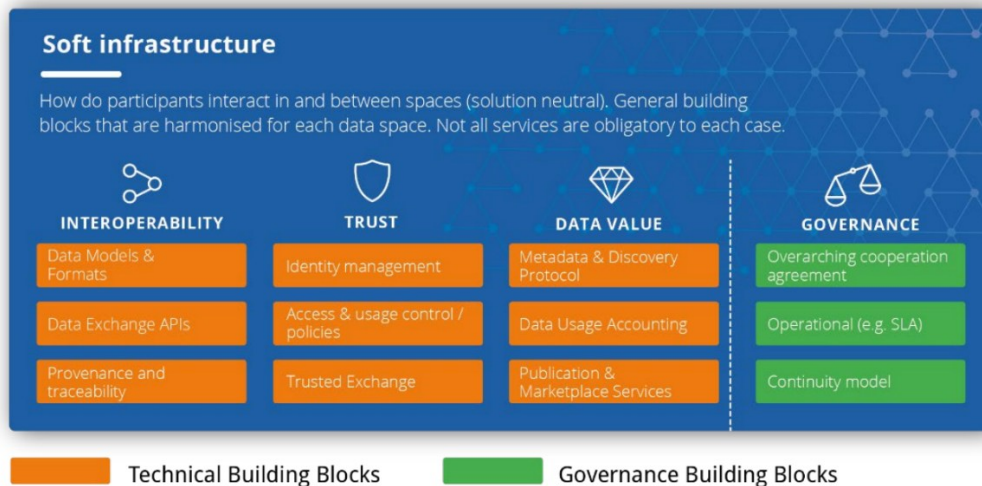 Soft infrastructure
How do participants interact in and between spaces (solution neutral). General building
blocks that are harmonised for each data space. Not all services are obligatory to each case.
INTEROPERABILITY
Data Models &
Formats
Data Exchange APIs
Provenance and
traceability
TRUST
Identity management
Access & usage control /
policies
Trusted Exchange
DATA VALUE
Metadata & Discovery
Protocol
Data Usage Accounting
Publication &
Marketplace Services
GOVERNANCE
Overarching cooperation
agreement
Operational (e.g. SLA)
Continuity model
Technical Building Blocks
Governance Building Blocks